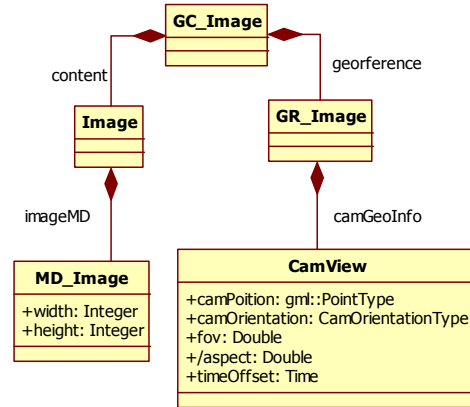 GC_Image
content
georference
Image
GR_Image
imageMD
camGeoInfo
MD_Image
+width: Integer
+height: Integer
CamView
+camPoition: gml::PointType
+camOrientation: CamOrientationType
+fov: Double
+/aspect: Double
+timeOffset: Time